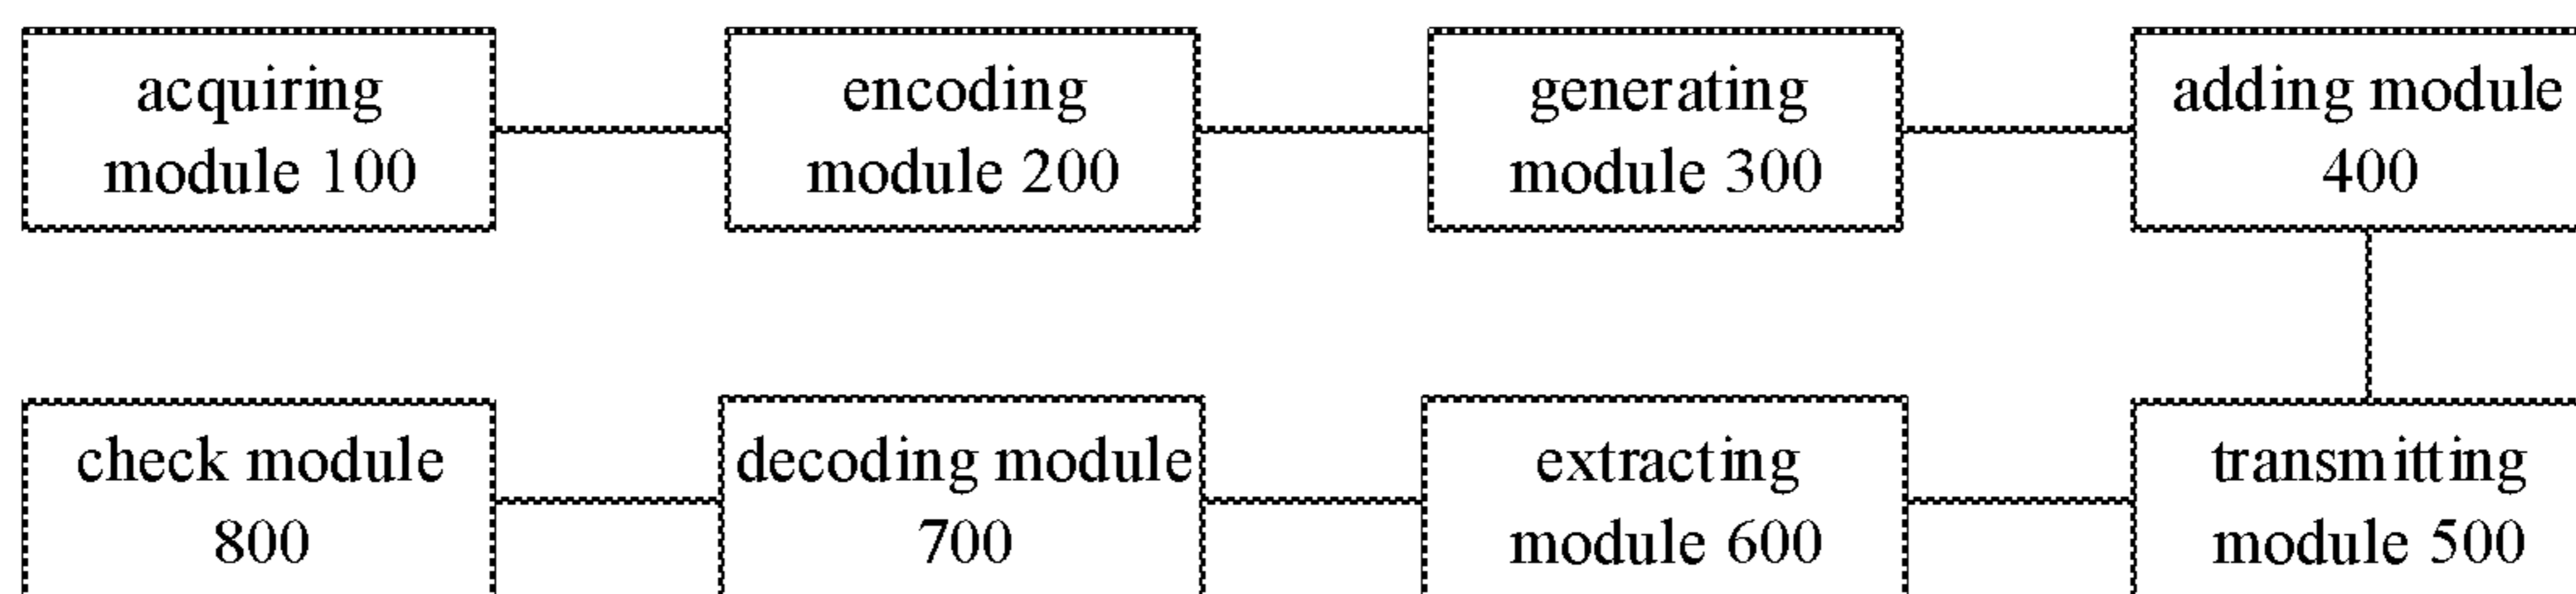 acquiring
module 100
encoding
module 200
generating
module 300
adding module
400
check module
800
decoding module
700
extracting
module 600
transmitting
module 500